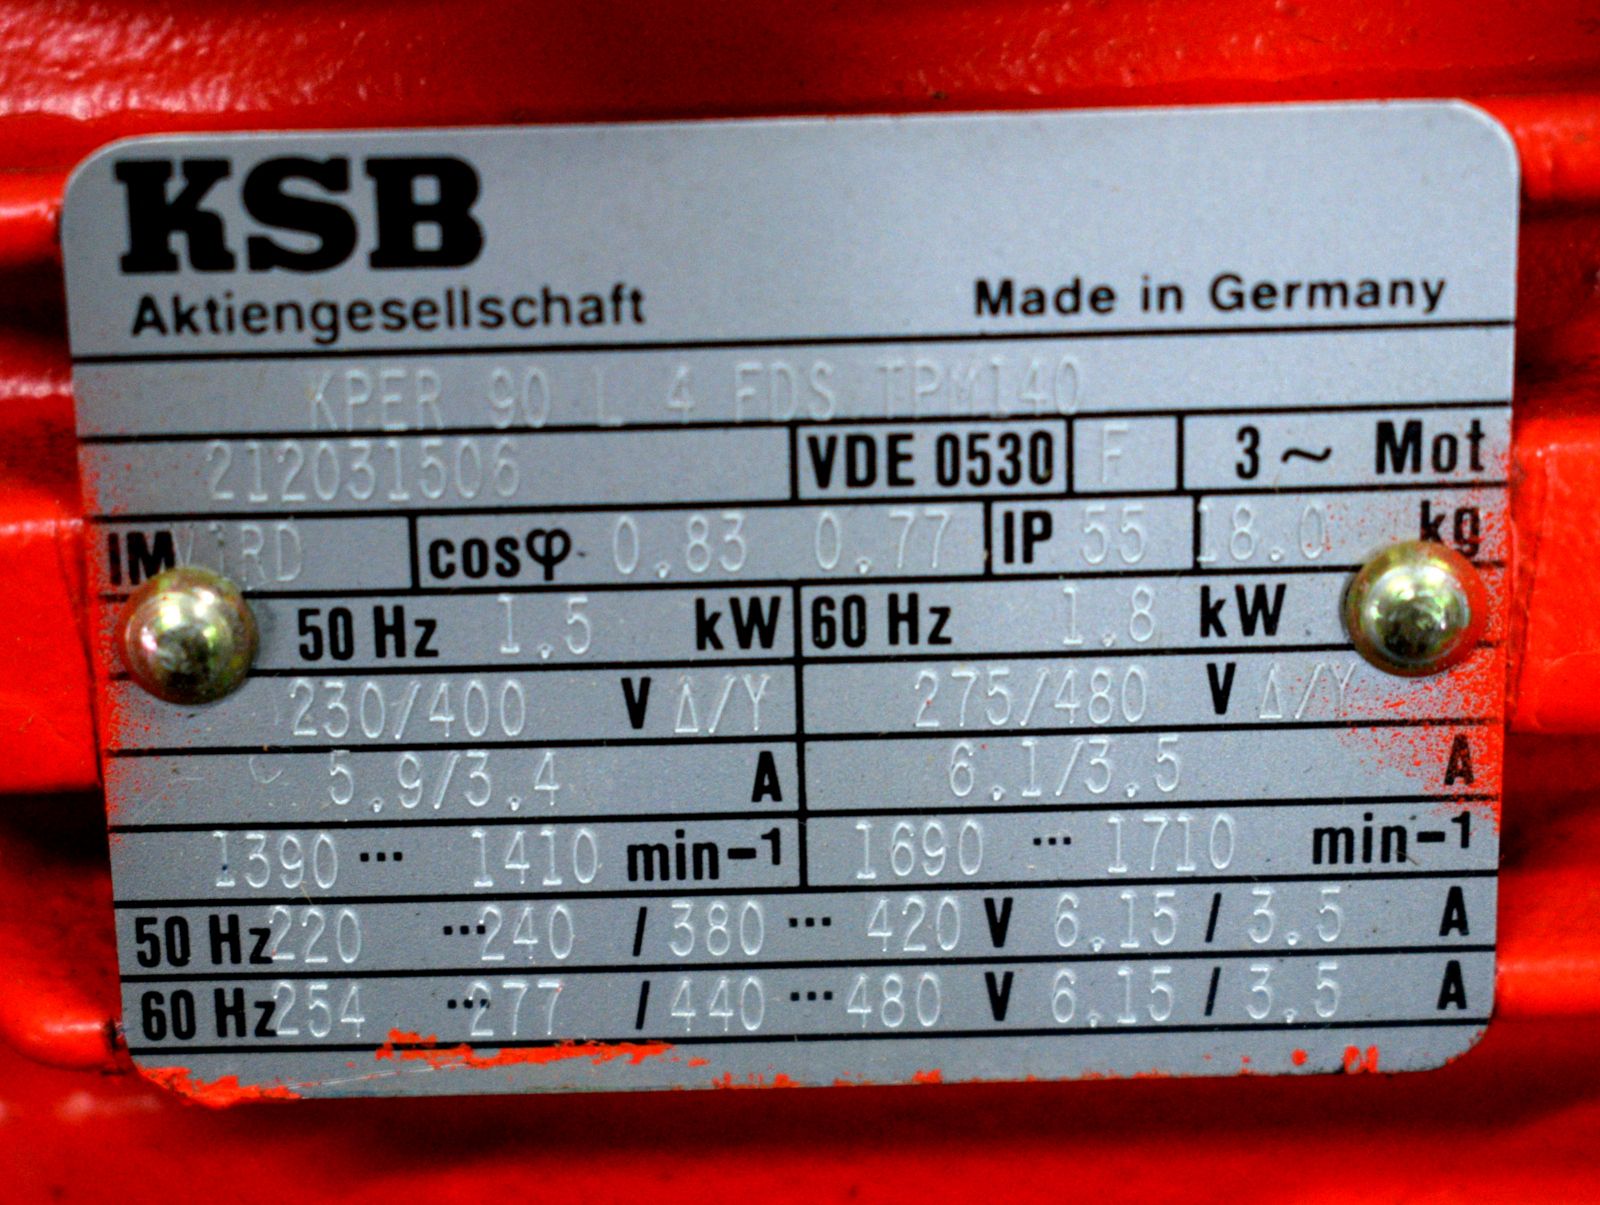 KSB
Aktiengesellschaft Made in Germany
KPER 90 L 4 FDS TPM140
212031506 VDE 0530 F 3 ~ Mot
IM cosφ 0.83 0.77 IP 55 18.0 kg
50 Hz 1.5 kW 60 Hz 1.8 kW
230/400 V Δ/Y 275/480 V Δ/Y
5.9/3.4 A 6.1/3.5 A
1390 ... 1410 min-1 1690 ... 1710 min-1
50 Hz 220 ... 240 / 380 ... 420 V 6.15 / 3.5 A
60 Hz 254 ... 277 / 440 ... 480 V 6.15 / 3.5 A